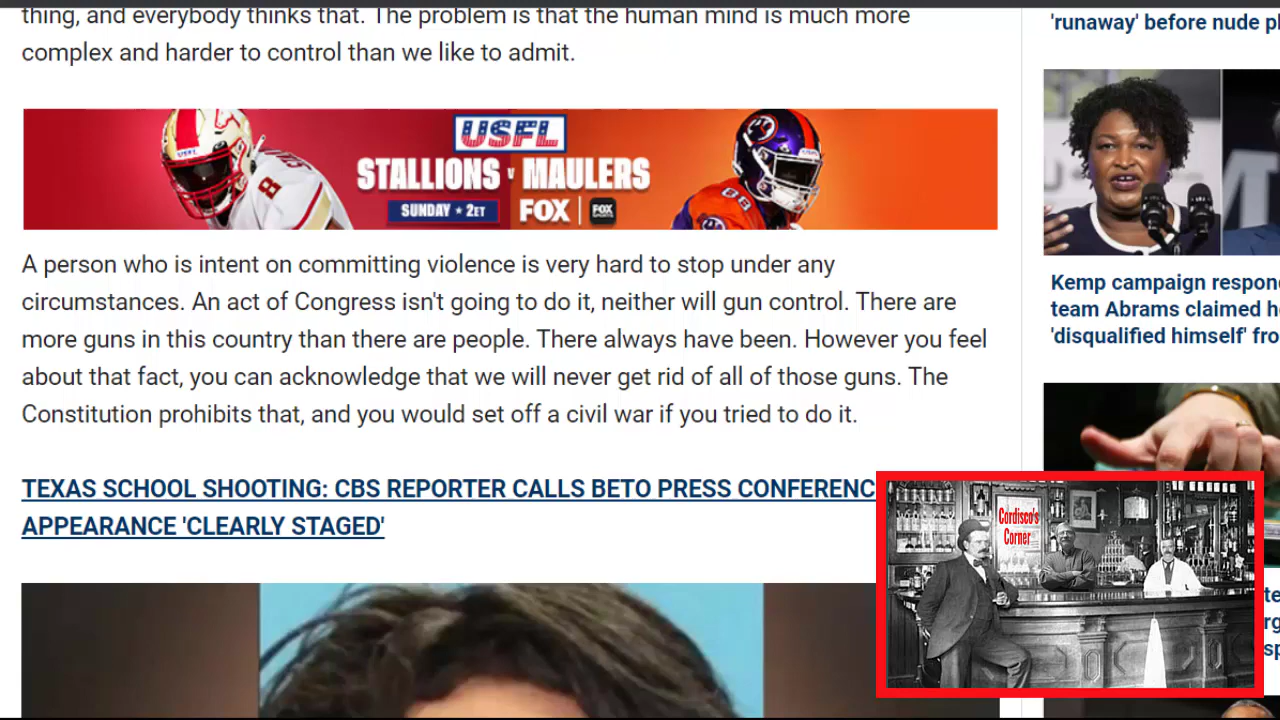 thing, and everybody thinks that. The problem is that the human mind is much more
complex and harder to control than we like to admit.
USFL
STALLIONS V MAULERS
SUNDAY ★ 2ET
FOX
FOX
8
88
A person who is intent on committing violence is very hard to stop under any
circumstances. An act of Congress isn't going to do it, neither will gun control. There are
more guns in this country than there are people. There always have been. However you feel
about that fact, you can acknowledge that we will never get rid of all of those guns. The
Constitution prohibits that, and you would set off a civil war if you tried to do it.
TEXAS SCHOOL SHOOTING: CBS REPORTER CALLS BETO PRESS CONFERENC
APPEARANCE 'CLEARLY STAGED'
'runaway' before nude p
Kemp campaign respon
team Abrams claimed h
'disqualified himself' fro
Cordisco's
Corner
te
rg
sp